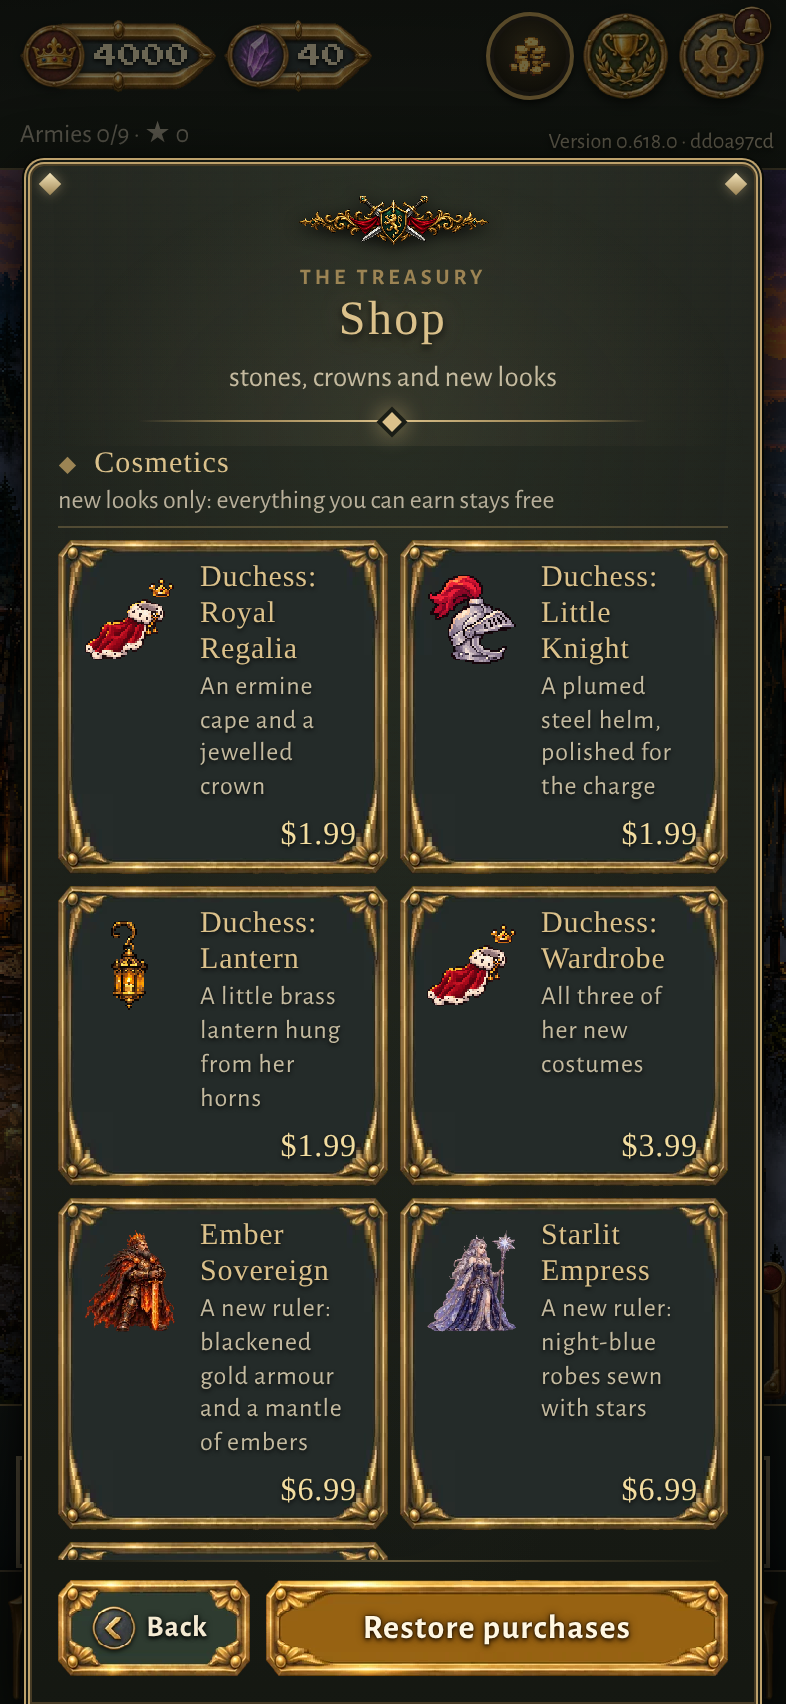 4000
40
Armies 0/9 · ★ 0
Version 0.618.0 · dd0a97cd
THE TREASURY
Shop
stones, crowns and new looks
Cosmetics
new looks only: everything you can earn stays free
Duchess:
Royal
Regalia
An ermine
cape and a
jewelled
crown
$1.99
Duchess:
Little
Knight
A plumed
steel helm,
polished for
the charge
$1.99
Duchess:
Lantern
A little brass
lantern hung
from her
horns
$1.99
Duchess:
Wardrobe
All three of
her new
costumes
$3.99
Ember
Sovereign
A new ruler:
blackened
gold armour
and a mantle
of embers
$6.99
Starlit
Empress
A new ruler:
night-blue
robes sewn
with stars
$6.99
Back
Restore purchases